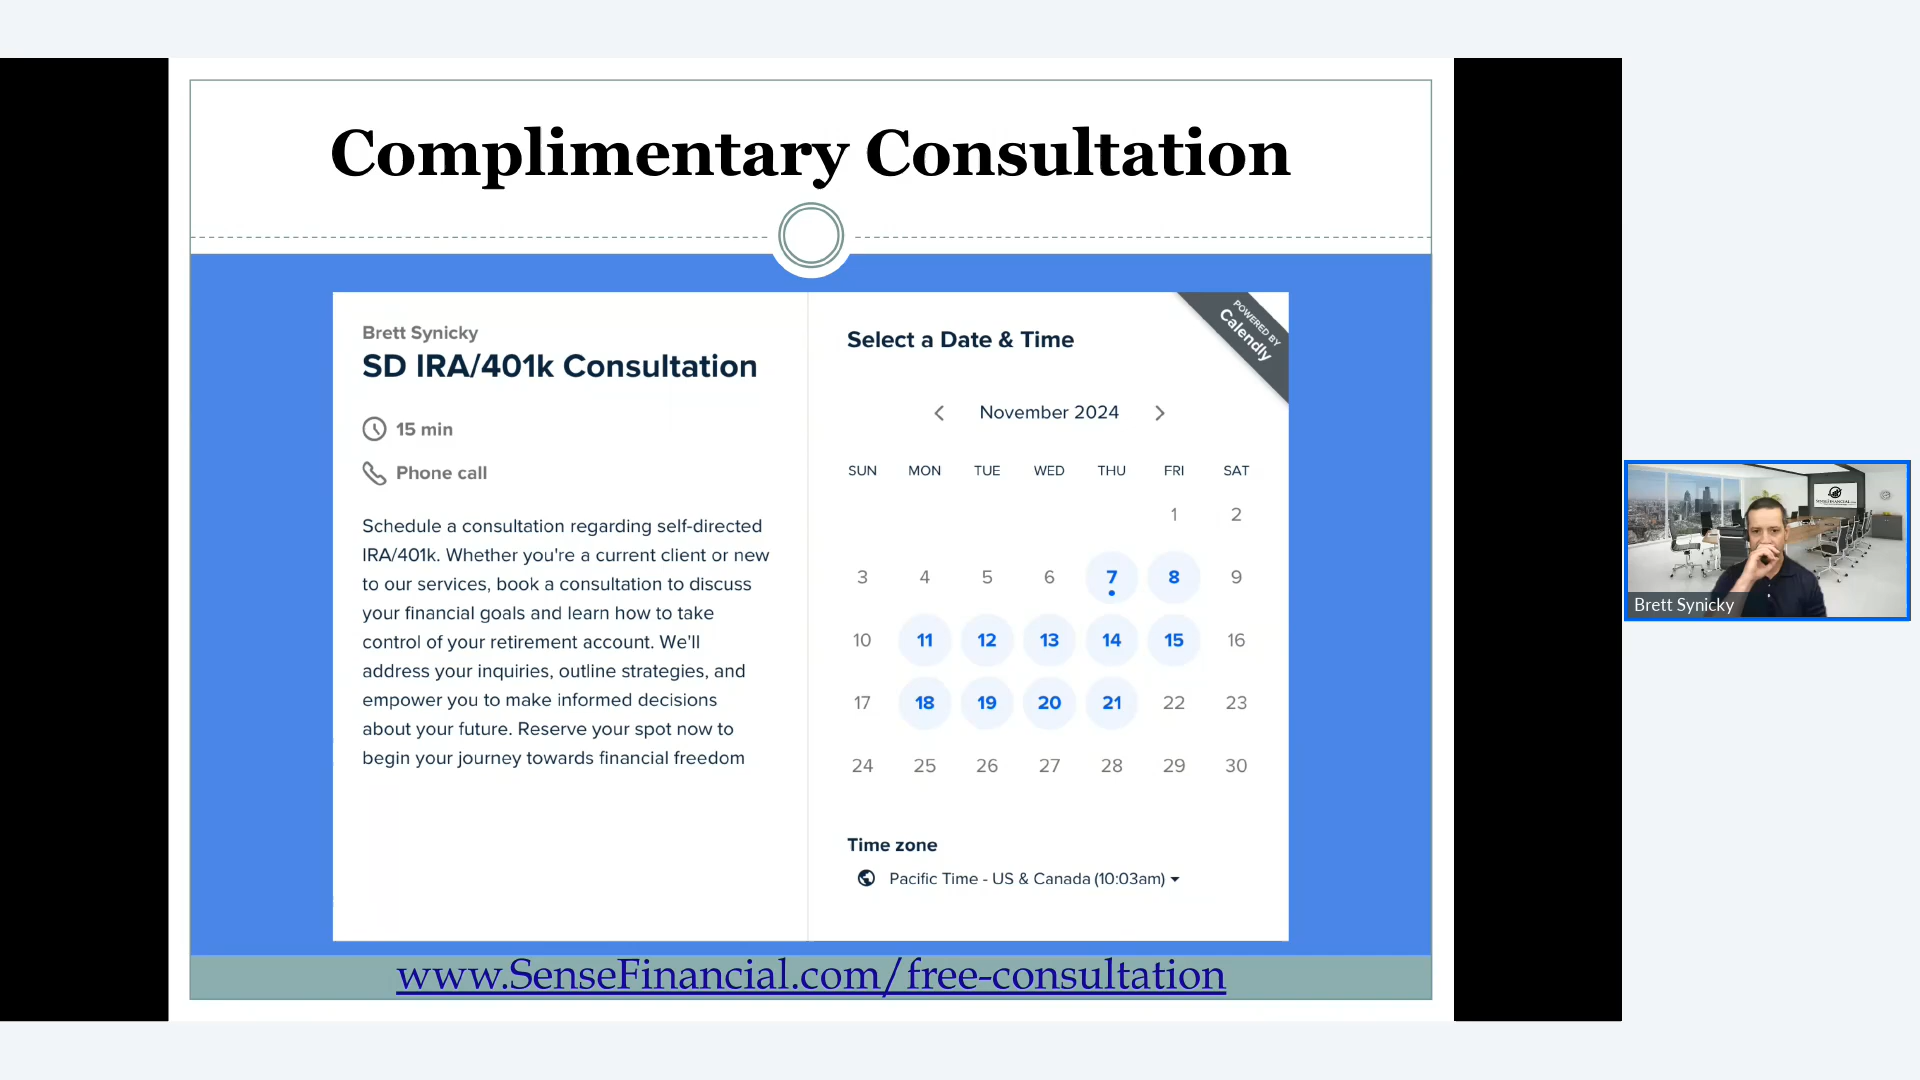 Complimentary Consultation
Brett Synicky
SD IRA/401k Consultation
15 min
Phone call
Schedule a consultation regarding self-directed
IRA/401k. Whether you're a current client or new
to our services, book a consultation to discuss
your financial goals and learn how to take
control of your retirement account. We'll
address your inquiries, outline strategies, and
empower you to make informed decisions
about your future. Reserve your spot now to
begin your journey towards financial freedom
POWERED BY
Calendly
Select a Date & Time
November 2024
SUN MON TUE WED THU FRI SAT
1 2
3 4 5 6 7 8 9
10 11 12 13 14 15 16
17 18 19 20 21 22 23
24 25 26 27 28 29 30
Time zone
Pacific Time - US & Canada (10:03am)
www.SenseFinancial.com/free-consultation
Brett Synicky